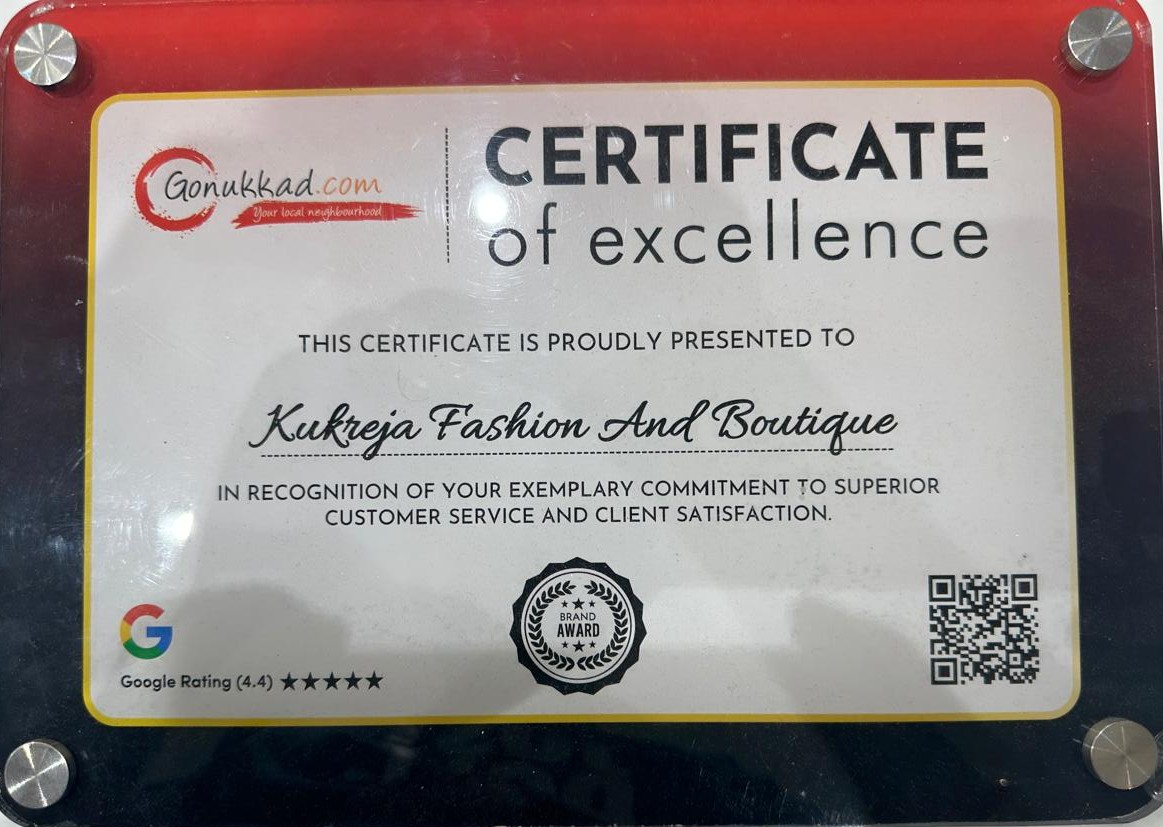 Gonukkad.com
Your local neighbourhood
CERTIFICATE
of excellence
THIS CERTIFICATE IS PROUDLY PRESENTED TO
Kukreja Fashion And Boutique
IN RECOGNITION OF YOUR EXEMPLARY COMMITMENT TO SUPERIOR
CUSTOMER SERVICE AND CLIENT SATISFACTION.
BRAND
AWARD
G
Google Rating (4.4) ★★★★★